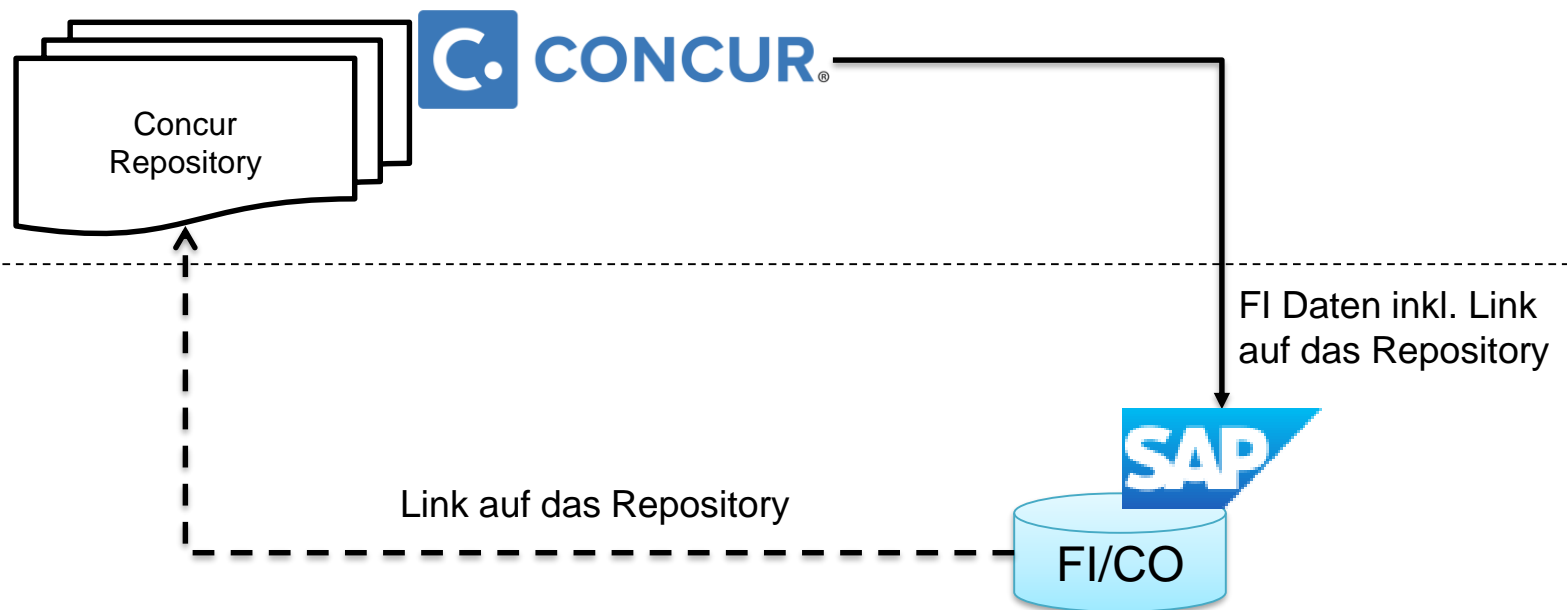 C. CONCUR®
Concur
Repository
FI Daten inkl. Link
auf das Repository
SAP
Link auf das Repository
FI/CO